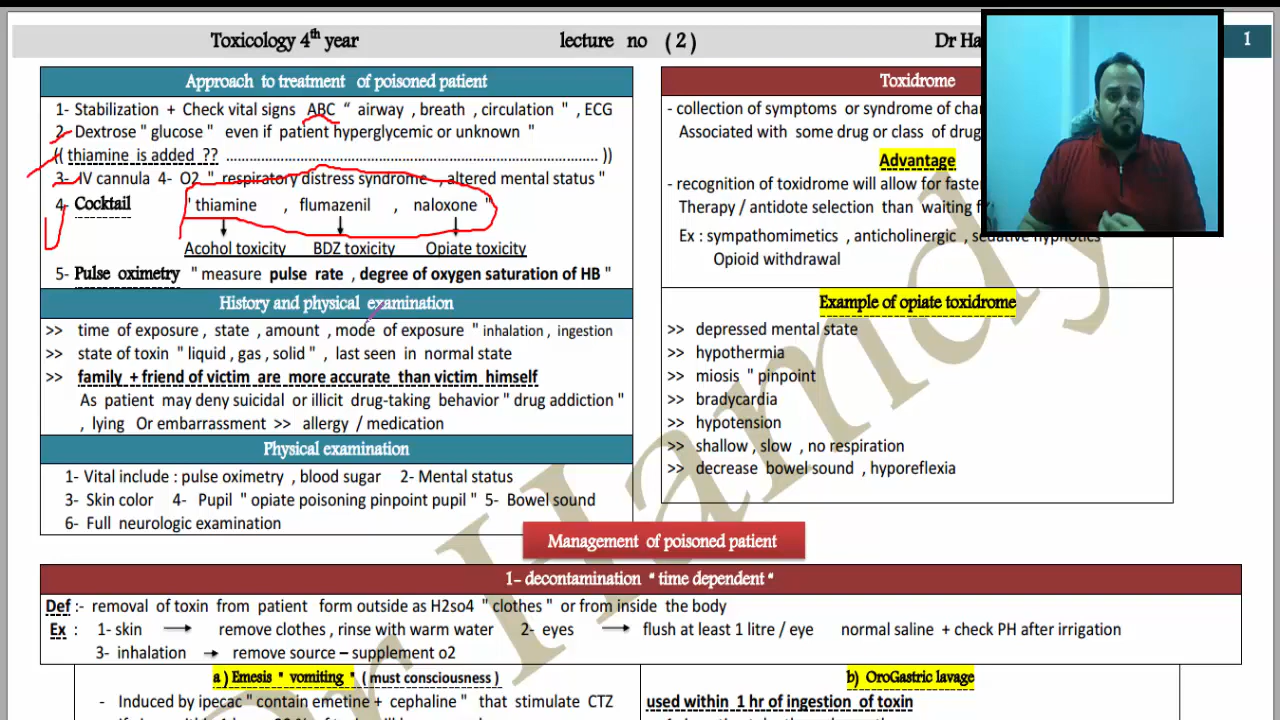 Toxicology 4th year lecture no ( 2 ) Dr Ha 1
Approach to treatment of poisoned patient
1- Stabilization + Check vital signs ABC “ airway , breath , circulation " , ECG
2- Dextrose " glucose " even if patient hyperglycemic or unknown "
(( thiamine is added ?? ........................................................................................ ))
3- IV cannula 4- O2 " respiratory distress syndrome , altered mental status "
4- Cocktail " thiamine , flumazenil , naloxone "
Acohol toxicity BDZ toxicity Opiate toxicity
5- Pulse oximetry " measure pulse rate , degree of oxygen saturation of HB "
History and physical examination
>> time of exposure , state , amount , mode of exposure " inhalation , ingestion
>> state of toxin " liquid , gas , solid " , last seen in normal state
>> family + friend of victim are more accurate than victim himself
As patient may deny suicidal or illicit drug-taking behavior " drug addiction "
, lying Or embarrassment >> allergy / medication
Physical examination
1- Vital include : pulse oximetry , blood sugar 2- Mental status
3- Skin color 4- Pupil " opiate poisoning pinpoint pupil " 5- Bowel sound
6- Full neurologic examination
Toxidrome
- collection of symptoms or syndrome of cha
Associated with some drug or class of drug
Advantage
- recognition of toxidrome will allow for faste
Therapy / antidote selection than waiting f
Ex : sympathomimetics , anticholinergic , sedative hypnotics
Opioid withdrawal
Example of opiate toxidrome
>> depressed mental state
>> hypothermia
>> miosis " pinpoint
>> bradycardia
>> hypotension
>> shallow , slow , no respiration
>> decrease bowel sound , hyporeflexia
Management of poisoned patient
1- decontamination " time dependent "
Def :- removal of toxin from patient form outside as H2so4 " clothes " or from inside the body
Ex : 1- skin → remove clothes , rinse with warm water 2- eyes → flush at least 1 litre / eye normal saline + check PH after irrigation
3- inhalation → remove source – supplement o2
a ) Emesis " vomiting " ( must consciousness )
- Induced by ipecac " contain emetine + cephaline " that stimulate CTZ
b) OroGastric lavage
used within 1 hr of ingestion of toxin
Dr Hamdy